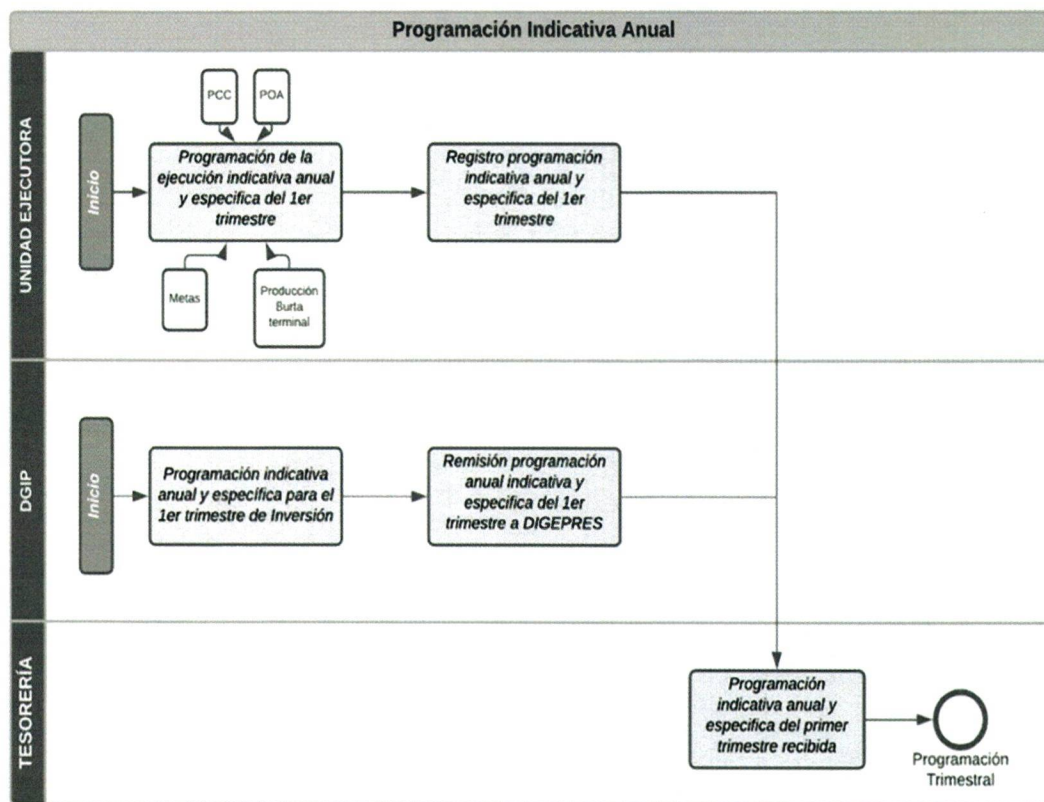 Programación Indicativa Anual
UNIDAD EJECUTORA
Inicio
PCC
POA
Programación de la
ejecución indicativa anual
y especifica del 1er
trimestre
Metas
Producción
Burta
terminal
Registro programación
indicativa anual y
especifica del 1er
trimestre
DGIP
Inicio
Programación indicativa
anual y específica para el
1er trimestre de Inversión
Remisión programación
anual indicativa y
especifica del 1er
trimestre a DIGEPRES
TESORERÍA
Programación
indicativa anual y
especifica del primer
trimestre recibida
Programación
Trimestral